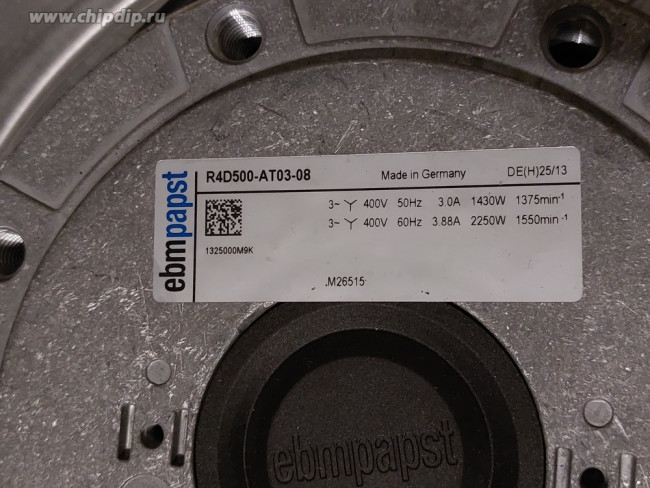 www.chipdip.ru
R4D500-AT03-08 Made in Germany DE(H)25/13
ebmpapst
3~ Y 400V 50Hz 3.0A 1430W 1375min-1
3~ Y 400V 60Hz 3.88A 2250W 1550min-1
1325000M9K
.M26515
ebmpapst